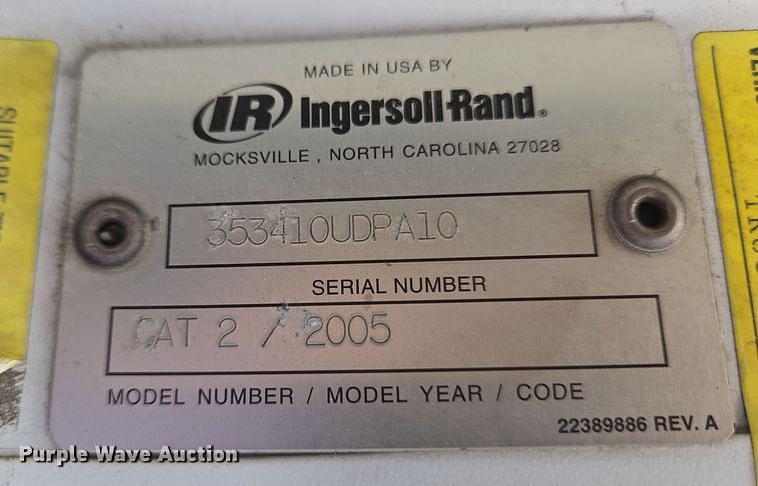 MADE IN USA BY
IR Ingersoll-Rand®
MOCKSVILLE , NORTH CAROLINA 27028
353410UDPA10
SERIAL NUMBER
CAT 2 / 2005
MODEL NUMBER / MODEL YEAR / CODE
22389886 REV. A
Purple Wave Auction